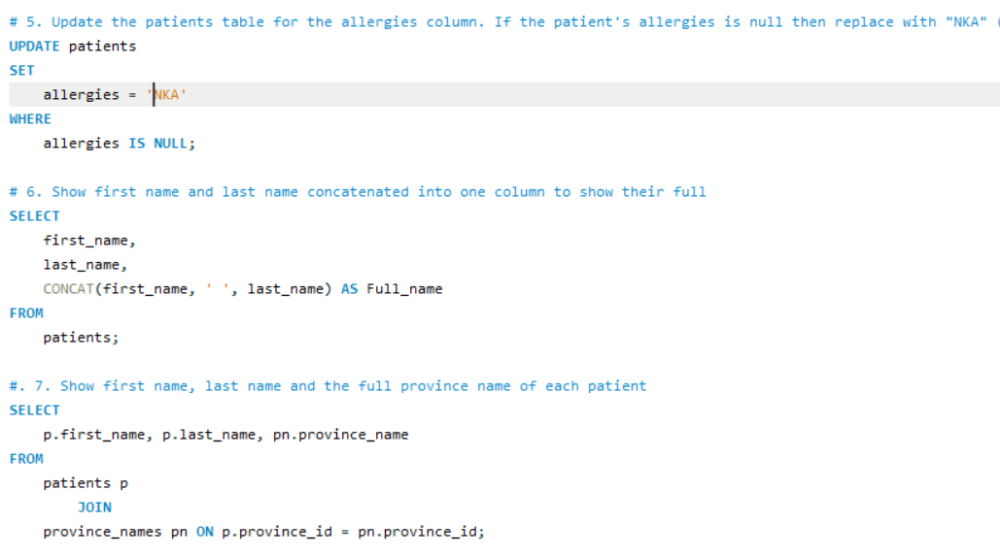 # 5. Update the patients table for the allergies column. If the patient's allergies is null then replace with "NKA" (
UPDATE patients
SET
    allergies = 'NKA'
WHERE
    allergies IS NULL;

# 6. Show first name and last name concatenated into one column to show their full
SELECT
    first_name,
    last_name,
    CONCAT(first_name, ' ', last_name) AS Full_name
FROM
    patients;

#. 7. Show first name, last name and the full province name of each patient
SELECT
    p.first_name, p.last_name, pn.province_name
FROM
    patients p
        JOIN
    province_names pn ON p.province_id = pn.province_id;